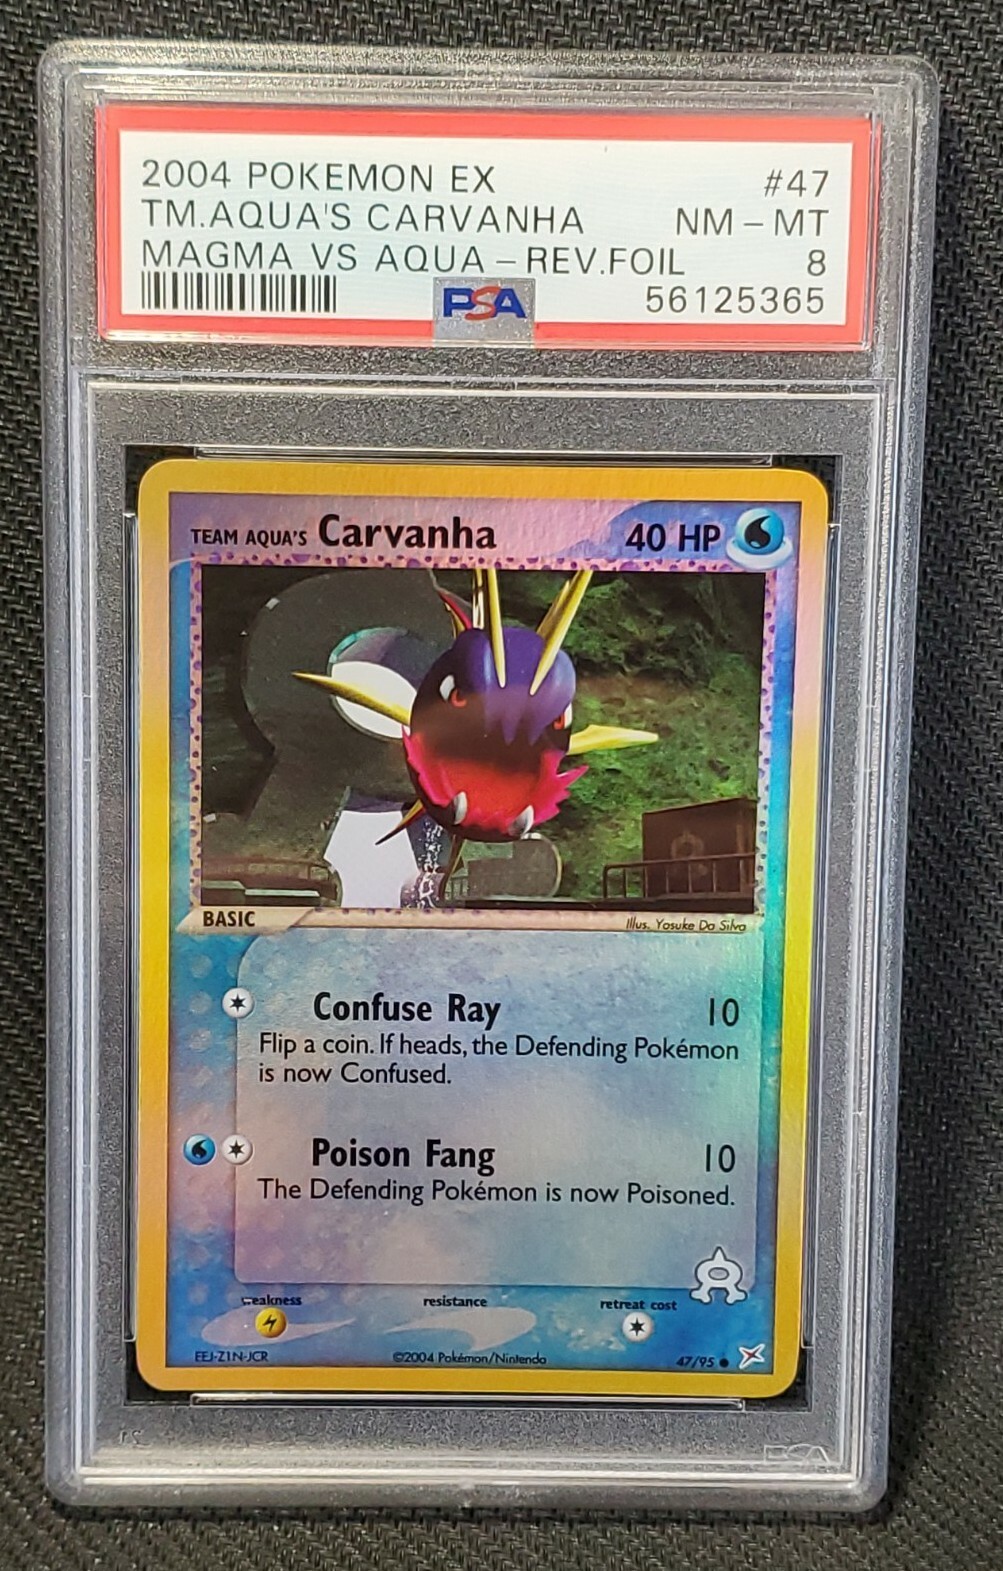 2004 POKEMON EX #47
TM.AQUA'S CARVANHA NM - MT
MAGMA VS AQUA - REV.FOIL 8
PSA 56125365
TEAM AQUA'S Carvanha 40 HP
BASIC Illus. Yosuke Da Silva
Confuse Ray 10
Flip a coin. If heads, the Defending Pokémon
is now Confused.
Poison Fang 10
The Defending Pokémon is now Poisoned.
weakness resistance retreat cost
EEJ-Z1N-JCR ©2004 Pokémon/Nintendo 47/95
PSA